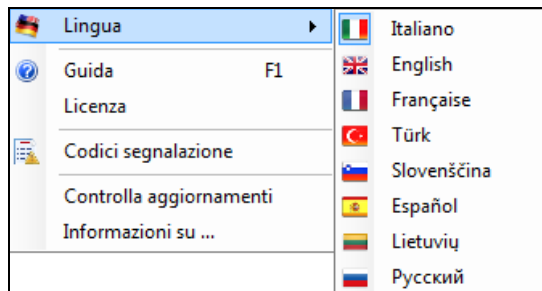 Lingua
Guida F1
Licenza
Codici segnalazione
Controlla aggiornamenti
Informazioni su ...
Italiano
English
Française
Türk
Slovenščina
Español
Lietuvių
Русский